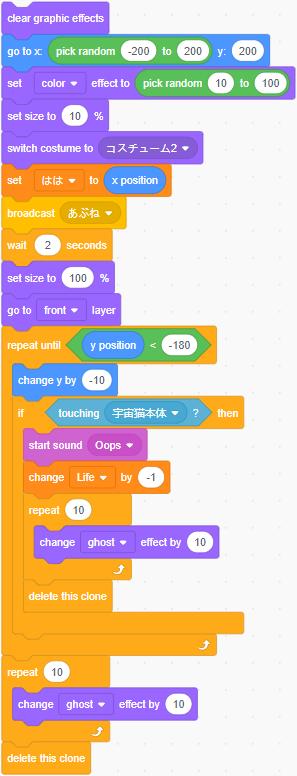 clear graphic effects
go to x: pick random -200 to 200 y: 200
set color effect to pick random 10 to 100
set size to 10 %
switch costume to コスチューム2
set はは to x position
broadcast あぶね
wait 2 seconds
set size to 100 %
go to front layer
repeat until y position < -180
change y by -10
if touching 宇宙猫本体 ? then
start sound Oops
change Life by -1
repeat 10
change ghost effect by 10
delete this clone
repeat 10
change ghost effect by 10
delete this clone